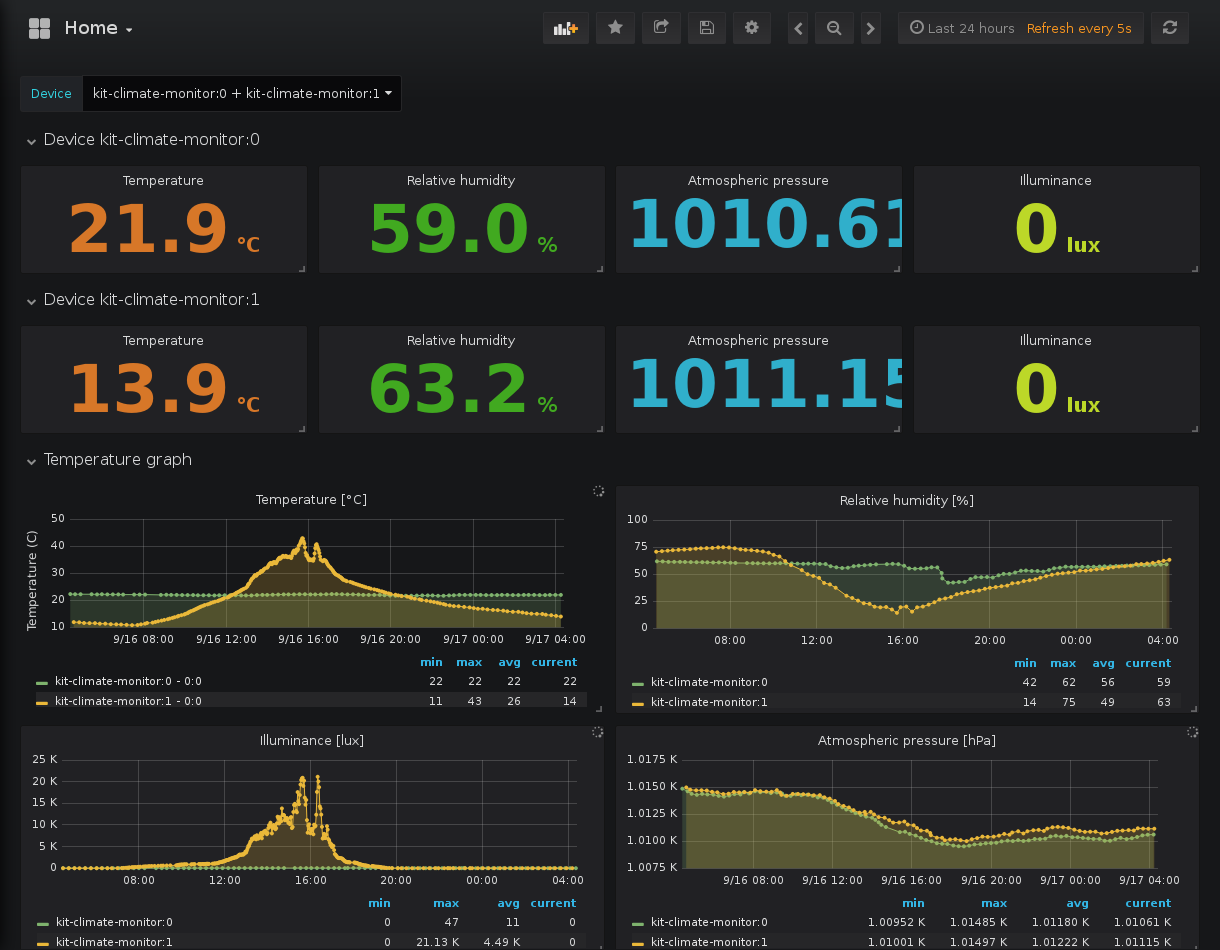 Home
Last 24 hours Refresh every 5s
Device kit-climate-monitor:0 + kit-climate-monitor:1
Device kit-climate-monitor:0
Temperature Relative humidity Atmospheric pressure Illuminance
21.9 °C 59.0 % 1010.61 0 lux
Device kit-climate-monitor:1
Temperature Relative humidity Atmospheric pressure Illuminance
13.9 °C 63.2 % 1011.15 0 lux
Temperature graph
Temperature [°C]
Temperature (C)
50
40
30
20
10
9/16 08:00 9/16 12:00 9/16 16:00 9/16 20:00 9/17 00:00 9/17 04:00
min max avg current
kit-climate-monitor:0 - 0:0 22 22 22 22
kit-climate-monitor:1 - 0:0 11 43 26 14
Relative humidity [%]
100
75
50
25
0
08:00 12:00 16:00 20:00 00:00 04:00
min max avg current
kit-climate-monitor:0 42 62 56 59
kit-climate-monitor:1 14 75 49 63
Illuminance [lux]
25 K
20 K
15 K
10 K
5 K
0
08:00 12:00 16:00 20:00 00:00 04:00
min max avg current
kit-climate-monitor:0 0 47 11 0
kit-climate-monitor:1 0 21.13 K 4.49 K 0
Atmospheric pressure [hPa]
1.0175 K
1.0150 K
1.0125 K
1.0100 K
1.0075 K
9/16 08:00 9/16 12:00 9/16 16:00 9/16 20:00 9/17 00:00 9/17 04:00
min max avg current
kit-climate-monitor:0 1.00952 K 1.01485 K 1.01180 K 1.01061 K
kit-climate-monitor:1 1.01001 K 1.01497 K 1.01222 K 1.01115 K